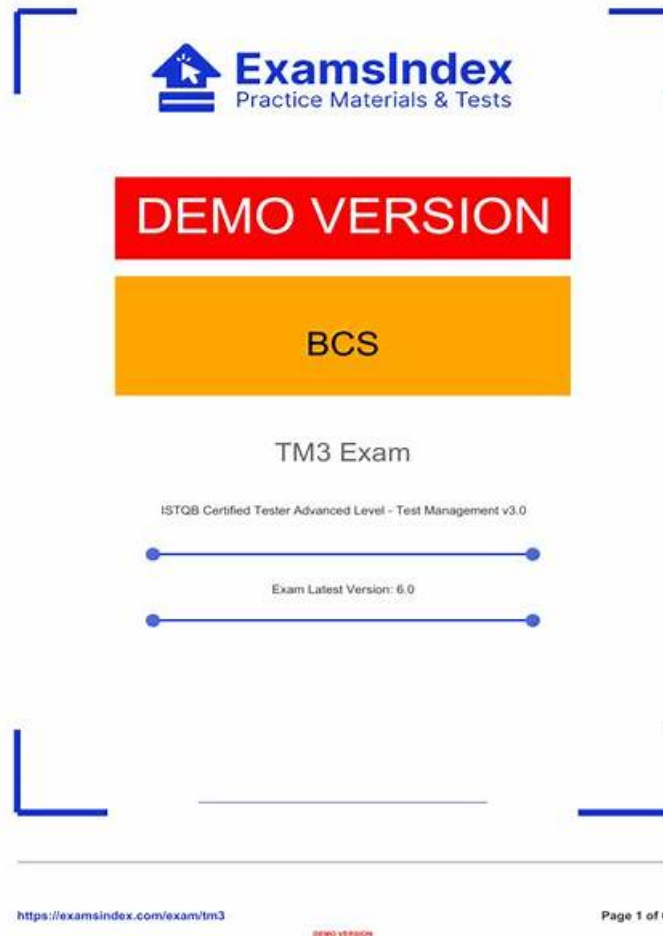 ExamsIndex
Practice Materials & Tests
DEMO VERSION
BCS
TM3 Exam
ISTQB Certified Tester Advanced Level - Test Management v3.0
Exam Latest Version: 6.0
https://examsindex.com/exam/tm3
Page 1 of
DEMO VERSION